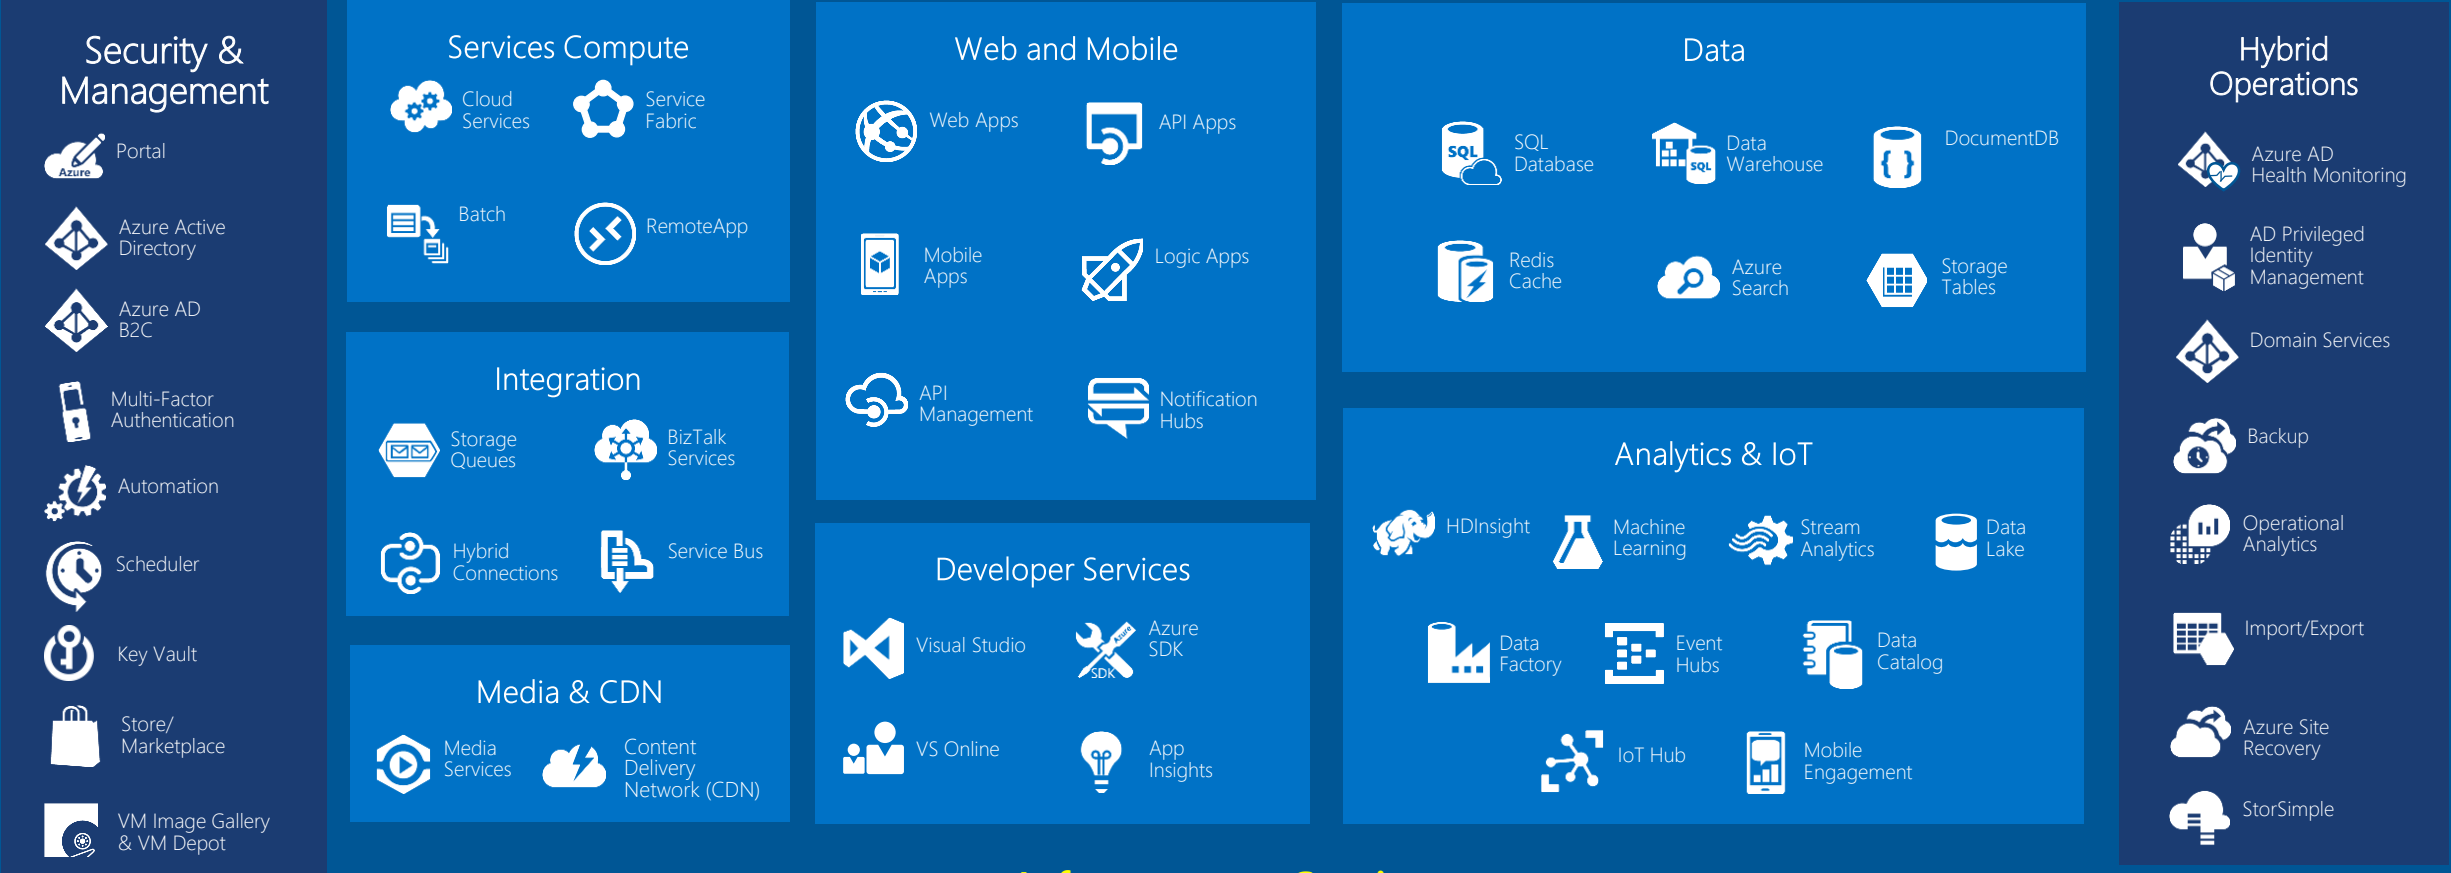 Security &
Management
Portal
Azure
Azure Active
Directory
Azure AD
B2C
Multi-Factor
Authentication
Automation
Scheduler
Key Vault
Store/
Marketplace
VM Image Gallery
& VM Depot
Services Compute
Cloud
Services
Service
Fabric
Batch
RemoteApp
Integration
Storage
Queues
BizTalk
Services
Hybrid
Connections
Service Bus
Media & CDN
Media
Services
Content
Delivery
Network (CDN)
Web and Mobile
Web Apps
API Apps
Mobile
Apps
Logic Apps
API
Management
Notification
Hubs
Developer Services
Visual Studio
Azure
SDK
Azure
SDK
VS Online
App
Insights
Data
SQL
SQL
Database
SQL
Data
Warehouse
DocumentDB
Redis
Cache
Azure
Search
Storage
Tables
Analytics & IoT
HDInsight
Machine
Learning
Stream
Analytics
Data
Lake
Data
Factory
Event
Hubs
Data
Catalog
IoT Hub
Mobile
Engagement
Hybrid
Operations
Azure AD
Health Monitoring
AD Privileged
Identity
Management
Domain Services
Backup
Operational
Analytics
Import/Export
Azure Site
Recovery
StorSimple